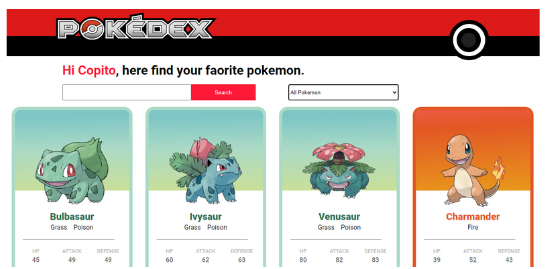 POKÉDEX
Hi Copito, here find your faorite pokemon.
Search
All Pokemon
Bulbasaur
Grass Poison
HP ATTACK DEFENSE
45 49 49
Ivysaur
Grass Poison
HP ATTACK DEFENSE
60 62 63
Venusaur
Grass Poison
HP ATTACK DEFENSE
80 82 83
Charmander
Fire
HP ATTACK DEFENSE
39 52 43